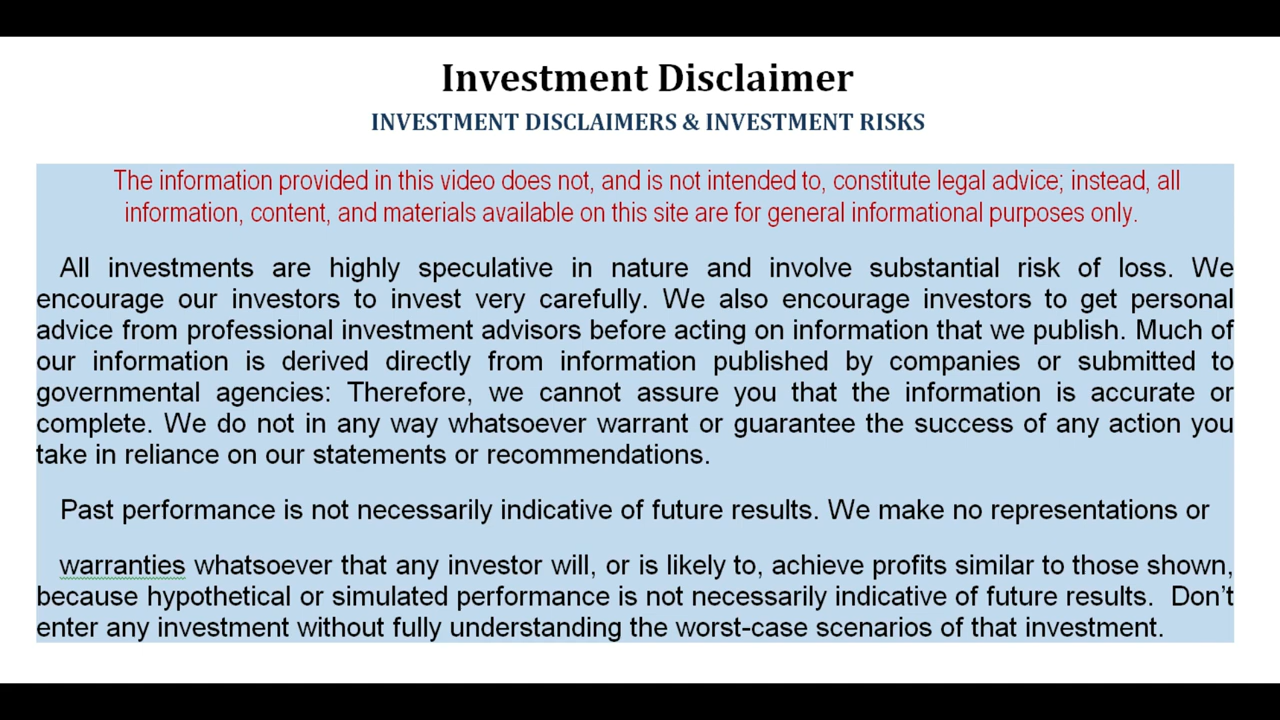 Investment Disclaimer
INVESTMENT DISCLAIMERS & INVESTMENT RISKS
The information provided in this video does not, and is not intended to, constitute legal advice; instead, all
information, content, and materials available on this site are for general informational purposes only.
All investments are highly speculative in nature and involve substantial risk of loss. We
encourage our investors to invest very carefully. We also encourage investors to get personal
advice from professional investment advisors before acting on information that we publish. Much of
our information is derived directly from information published by companies or submitted to
governmental agencies: Therefore, we cannot assure you that the information is accurate or
complete. We do not in any way whatsoever warrant or guarantee the success of any action you
take in reliance on our statements or recommendations.
Past performance is not necessarily indicative of future results. We make no representations or
warranties whatsoever that any investor will, or is likely to, achieve profits similar to those shown,
because hypothetical or simulated performance is not necessarily indicative of future results.  Don’t
enter any investment without fully understanding the worst-case scenarios of that investment.